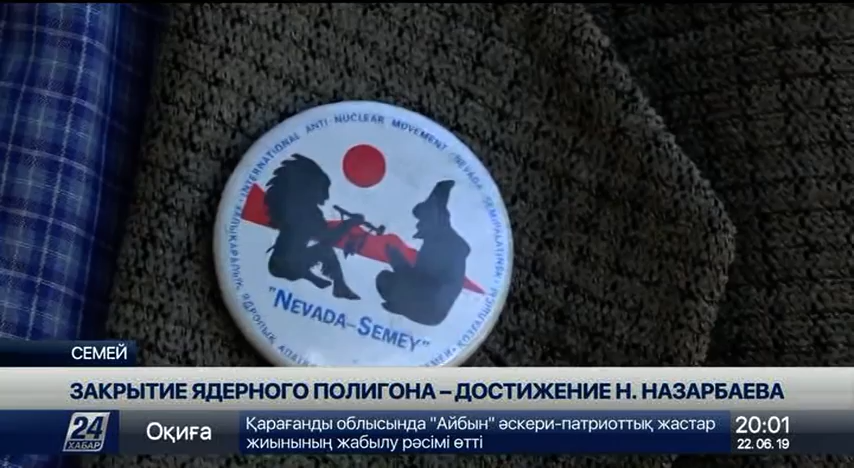 INTERNATIONAL ANTI NUCLEAR MOVEMENT "NEVADA-SEMIPALATINSK"
"NEVADA-SEMEY"
СЕМЕЙ
ЗАКРЫТИЕ ЯДЕРНОГО ПОЛИГОНА – ДОСТИЖЕНИЕ Н. НАЗАРБАЕВА
24 ХАБАР
Оқиға
Қарағанды облысында "Айбын" әскери-патриоттық жастар
жиынының жабылу рәсімі өтті
20:01
22.06.19